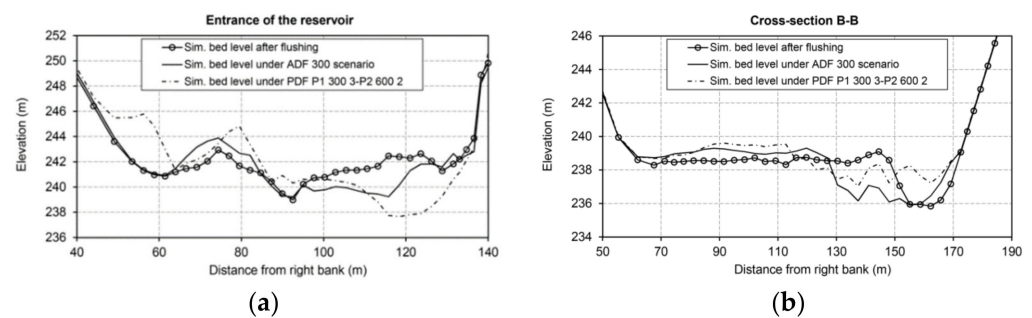 Entrance of the reservoir
252
250
248
246
244
242
240
238
236
Elevation (m)
Sim. bed level after flushing
Sim. bed level under ADF 300 scenario
Sim. bed level under PDF P1 300 3-P2 600 2
40 60 80 100 120 140
Distance from right bank (m)
(a)
Cross-section B-B
246
244
242
240
238
236
234
Elevation (m)
Sim. bed level after flushing
Sim. bed level under ADF 300 scenario
Sim. bed level under PDF P1 300 3-P2 600 2
50 70 90 110 130 150 170 190
Distance from right bank (m)
(b)